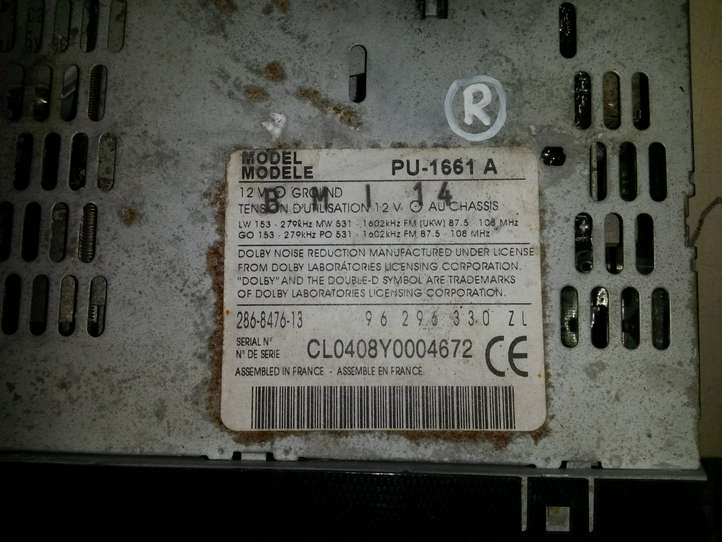 R
MODEL
MODELE PU-1661 A
12 V ⊖ GROUND
B M I 14
TENSION D'UTILISATION 12 V ⊖ AU CHASSIS
LW 153 - 279kHz MW 531 - 1602kHz FM (UKW) 87.5 - 108 MHz
GO 153 - 279kHz PO 531 - 1602kHz FM 87.5 - 108 MHz
DOLBY NOISE REDUCTION MANUFACTURED UNDER LICENSE
FROM DOLBY LABORATORIES LICENSING CORPORATION.
"DOLBY" AND THE DOUBLE-D SYMBOL ARE TRADEMARKS
OF DOLBY LABORATORIES LICENSING CORPORATION.
286-8476-13 96 296 330 ZL
SERIAL N°
N° DE SERIE CL0408Y0004672 CE
ASSEMBLED IN FRANCE - ASSEMBLE EN FRANCE